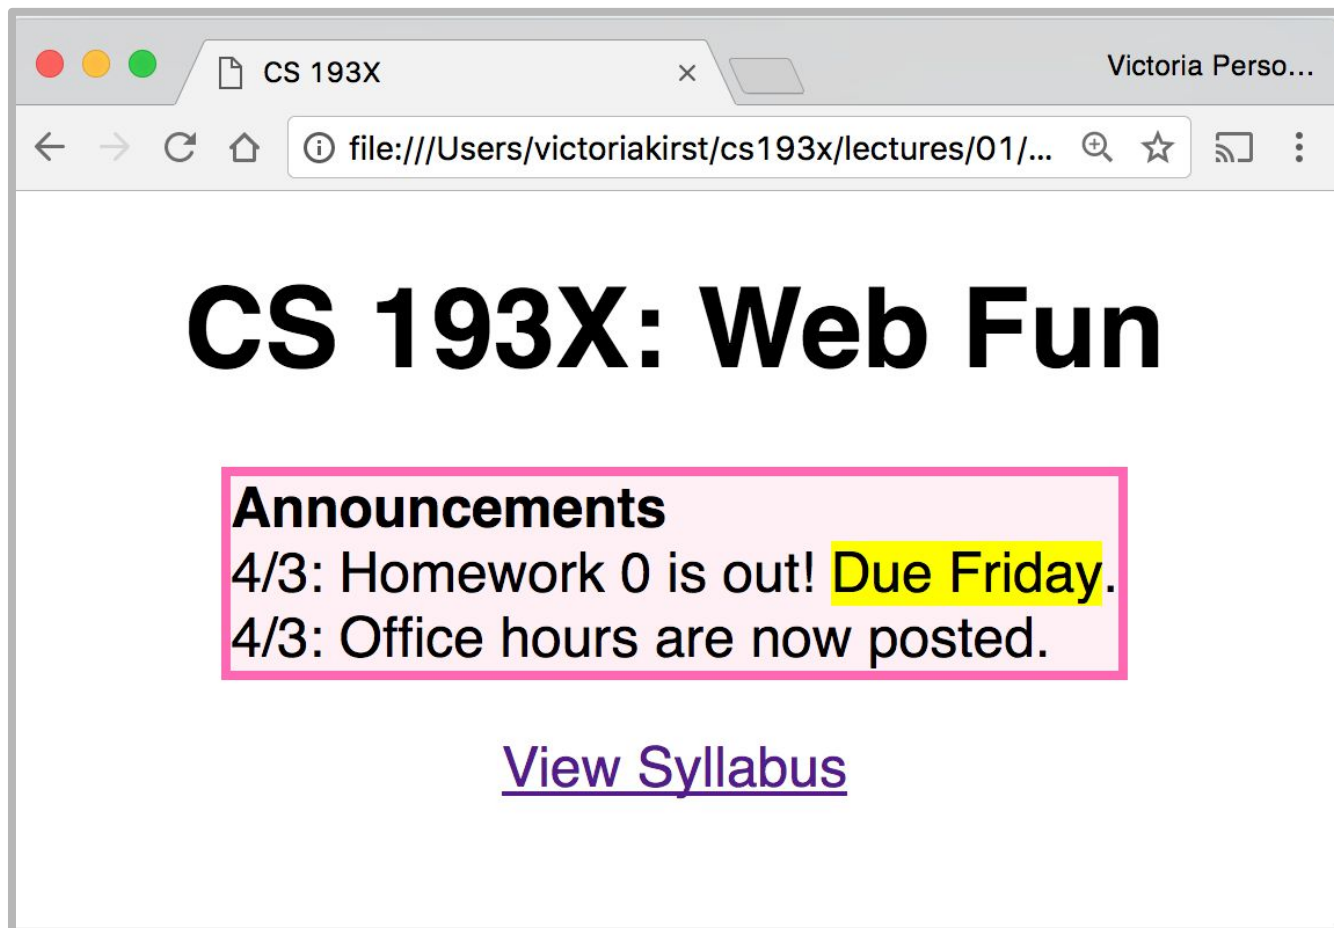 CS 193X
Victoria Perso...
file:///Users/victoriakirst/cs193x/lectures/01/...
CS 193X: Web Fun
Announcements
4/3: Homework 0 is out! Due Friday.
4/3: Office hours are now posted.
View Syllabus